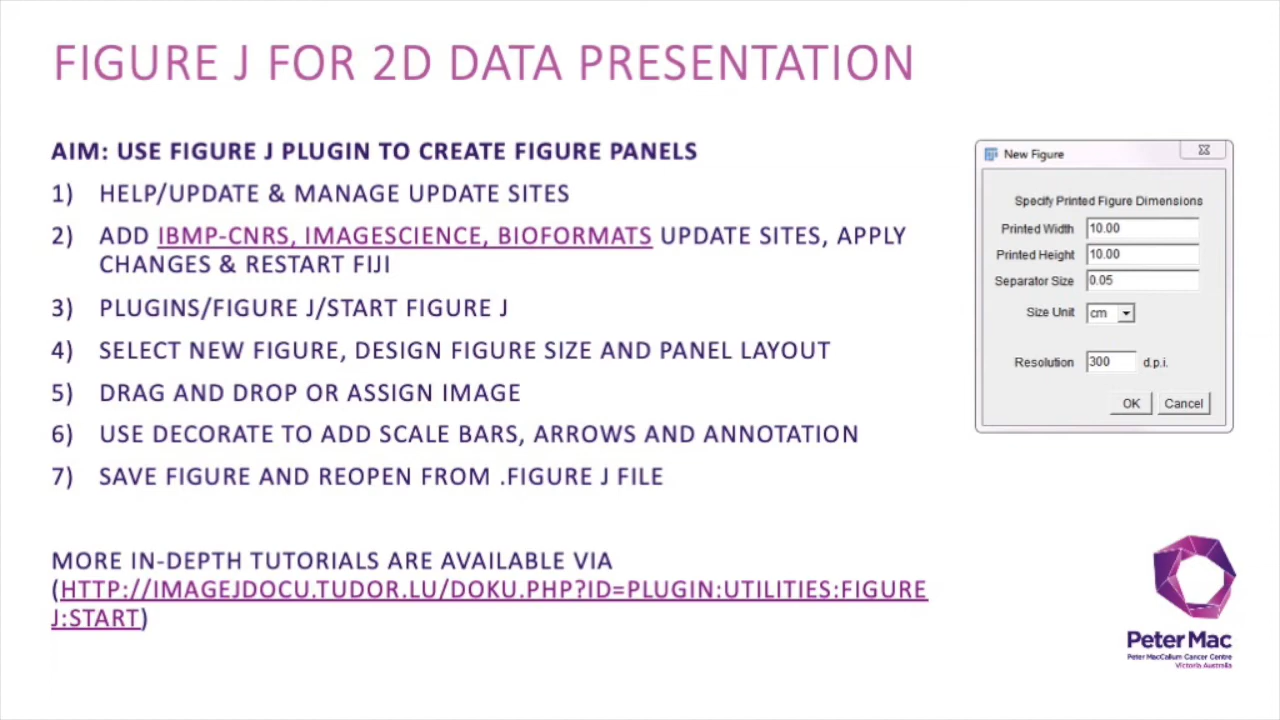 FIGURE J FOR 2D DATA PRESENTATION
AIM: USE FIGURE J PLUGIN TO CREATE FIGURE PANELS
1) HELP/UPDATE & MANAGE UPDATE SITES
2) ADD IBMP-CNRS, IMAGESCIENCE, BIOFORMATS UPDATE SITES, APPLY
CHANGES & RESTART FIJI
3) PLUGINS/FIGURE J/START FIGURE J
4) SELECT NEW FIGURE, DESIGN FIGURE SIZE AND PANEL LAYOUT
5) DRAG AND DROP OR ASSIGN IMAGE
6) USE DECORATE TO ADD SCALE BARS, ARROWS AND ANNOTATION
7) SAVE FIGURE AND REOPEN FROM .FIGURE J FILE
MORE IN-DEPTH TUTORIALS ARE AVAILABLE VIA
(HTTP://IMAGEJDOCU.TUDOR.LU/DOKU.PHP?ID=PLUGIN:UTILITIES:FIGURE
J:START)
New Figure
Specify Printed Figure Dimensions
Printed Width 10.00
Printed Height 10.00
Separator Size 0.05
Size Unit cm
Resolution 300 d.p.i.
OK Cancel
Peter Mac
Peter MacCallum Cancer Centre
Victoria Australia